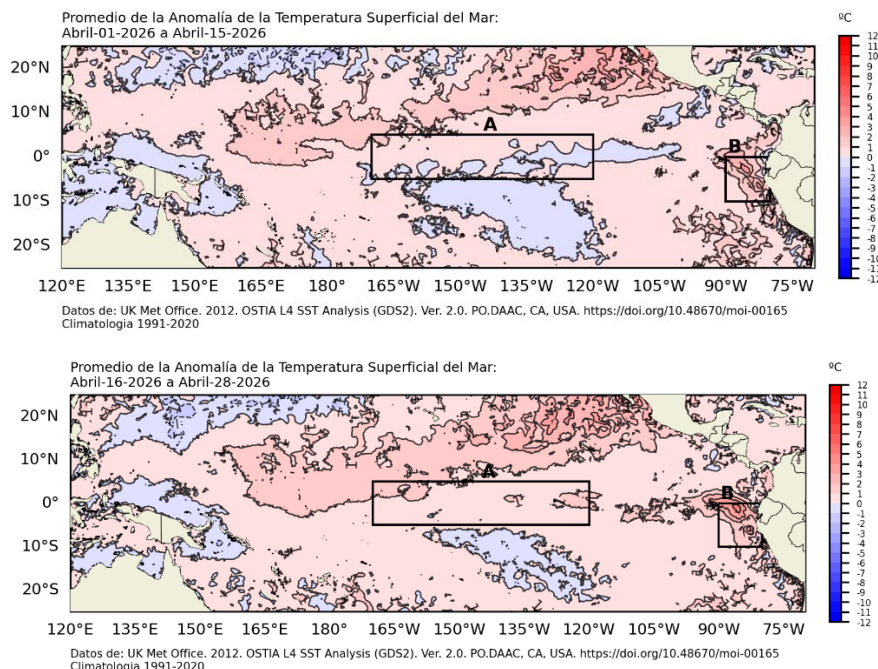 Promedio de la Anomalía de la Temperatura Superficial del Mar:
Abril-01-2026 a Abril-15-2026
ºC
20°N
10°N
0°
10°S
20°S
A
B
12
11
10
9
8
7
6
5
4
3
2
1
0
-1
-2
-3
-4
-5
-6
-7
-8
-9
-10
-11
-12
120°E 135°E 150°E 165°E 180° 165°W 150°W 135°W 120°W 105°W 90°W 75°W
Datos de: UK Met Office. 2012. OSTIA L4 SST Analysis (GDS2). Ver. 2.0. PO.DAAC, CA, USA. https://doi.org/10.48670/moi-00165
Climatologia 1991-2020
Promedio de la Anomalía de la Temperatura Superficial del Mar:
Abril-16-2026 a Abril-28-2026
ºC
20°N
10°N
0°
10°S
20°S
A
B
12
11
10
9
8
7
6
5
4
3
2
1
0
-1
-2
-3
-4
-5
-6
-7
-8
-9
-10
-11
-12
120°E 135°E 150°E 165°E 180° 165°W 150°W 135°W 120°W 105°W 90°W 75°W
Datos de: UK Met Office. 2012. OSTIA L4 SST Analysis (GDS2). Ver. 2.0. PO.DAAC, CA, USA. https://doi.org/10.48670/moi-00165
Climatologia 1991-2020